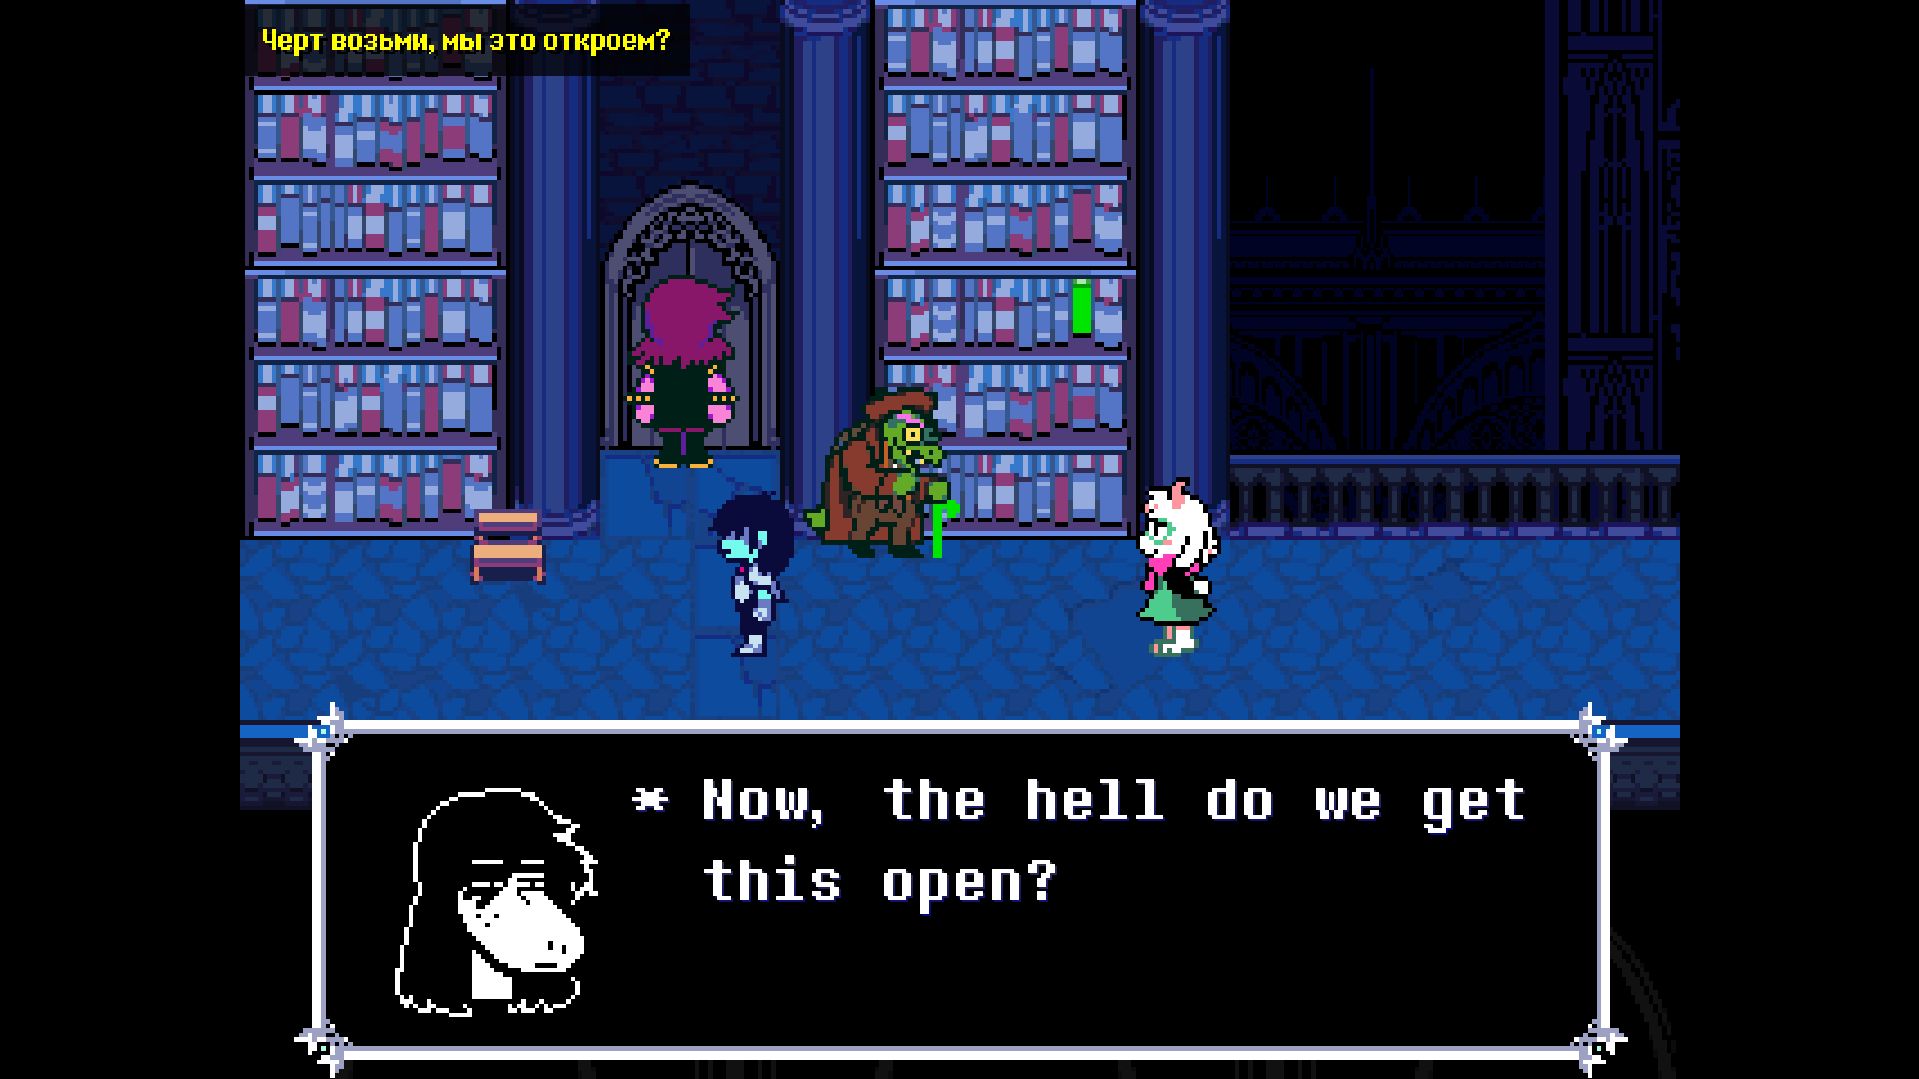 Черт возьми, мы это откроем?
* Now, the hell do we get
this open?